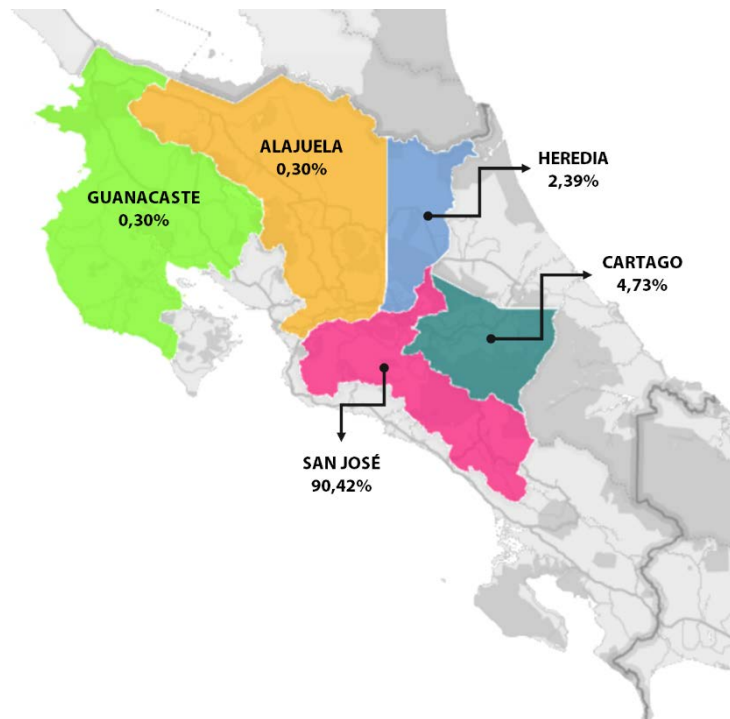 ALAJUELA
0,30%
HEREDIA
2,39%
GUANACASTE
0,30%
CARTAGO
4,73%
SAN JOSÉ
90,42%